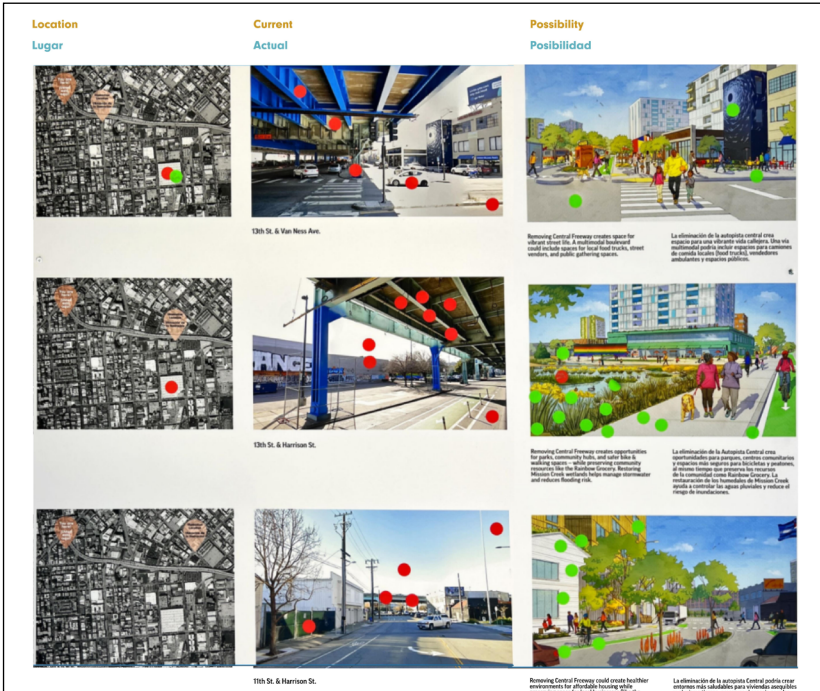 Location
Lugar
Current
Actual
Possibility
Posibilidad
13th St. & Van Ness Ave.
Removing Central Freeway creates space for
vibrant street life. A multimodal boulevard
could include spaces for local food trucks, street
vendors, and public gathering spaces.
La eliminación de la autopista central crea
espacio para una vibrante vida callejera. Una vía
multimodal podría incluir espacios para camiones
de comida locales (food trucks), vendedores
ambulantes y espacios públicos.
ANGE
13th St. & Harrison St.
Removing Central Freeway creates opportunities
for parks, community hubs, and safer bike &
walking spaces – while preserving community
resources like the Rainbow Grocery. Restoring
Mission Creek wetlands helps manage stormwater
and reduces flooding risk.
La eliminación de la Autopista Central crea
oportunidades para parques, centros comunitarios
y espacios más seguros para bicicletas y peatones,
al mismo tiempo que preserva los recursos
de la comunidad como Rainbow Grocery. La
restauración de los humedales de Mission Creek
ayuda a controlar las aguas pluviales y reduce el
riesgo de inundaciones.
11th St. & Harrison St.
Removing Central Freeway could create healthier
environments for affordable housing while
La eliminación de la Autopista Central podría crear
entornos más saludables para viviendas asequibles